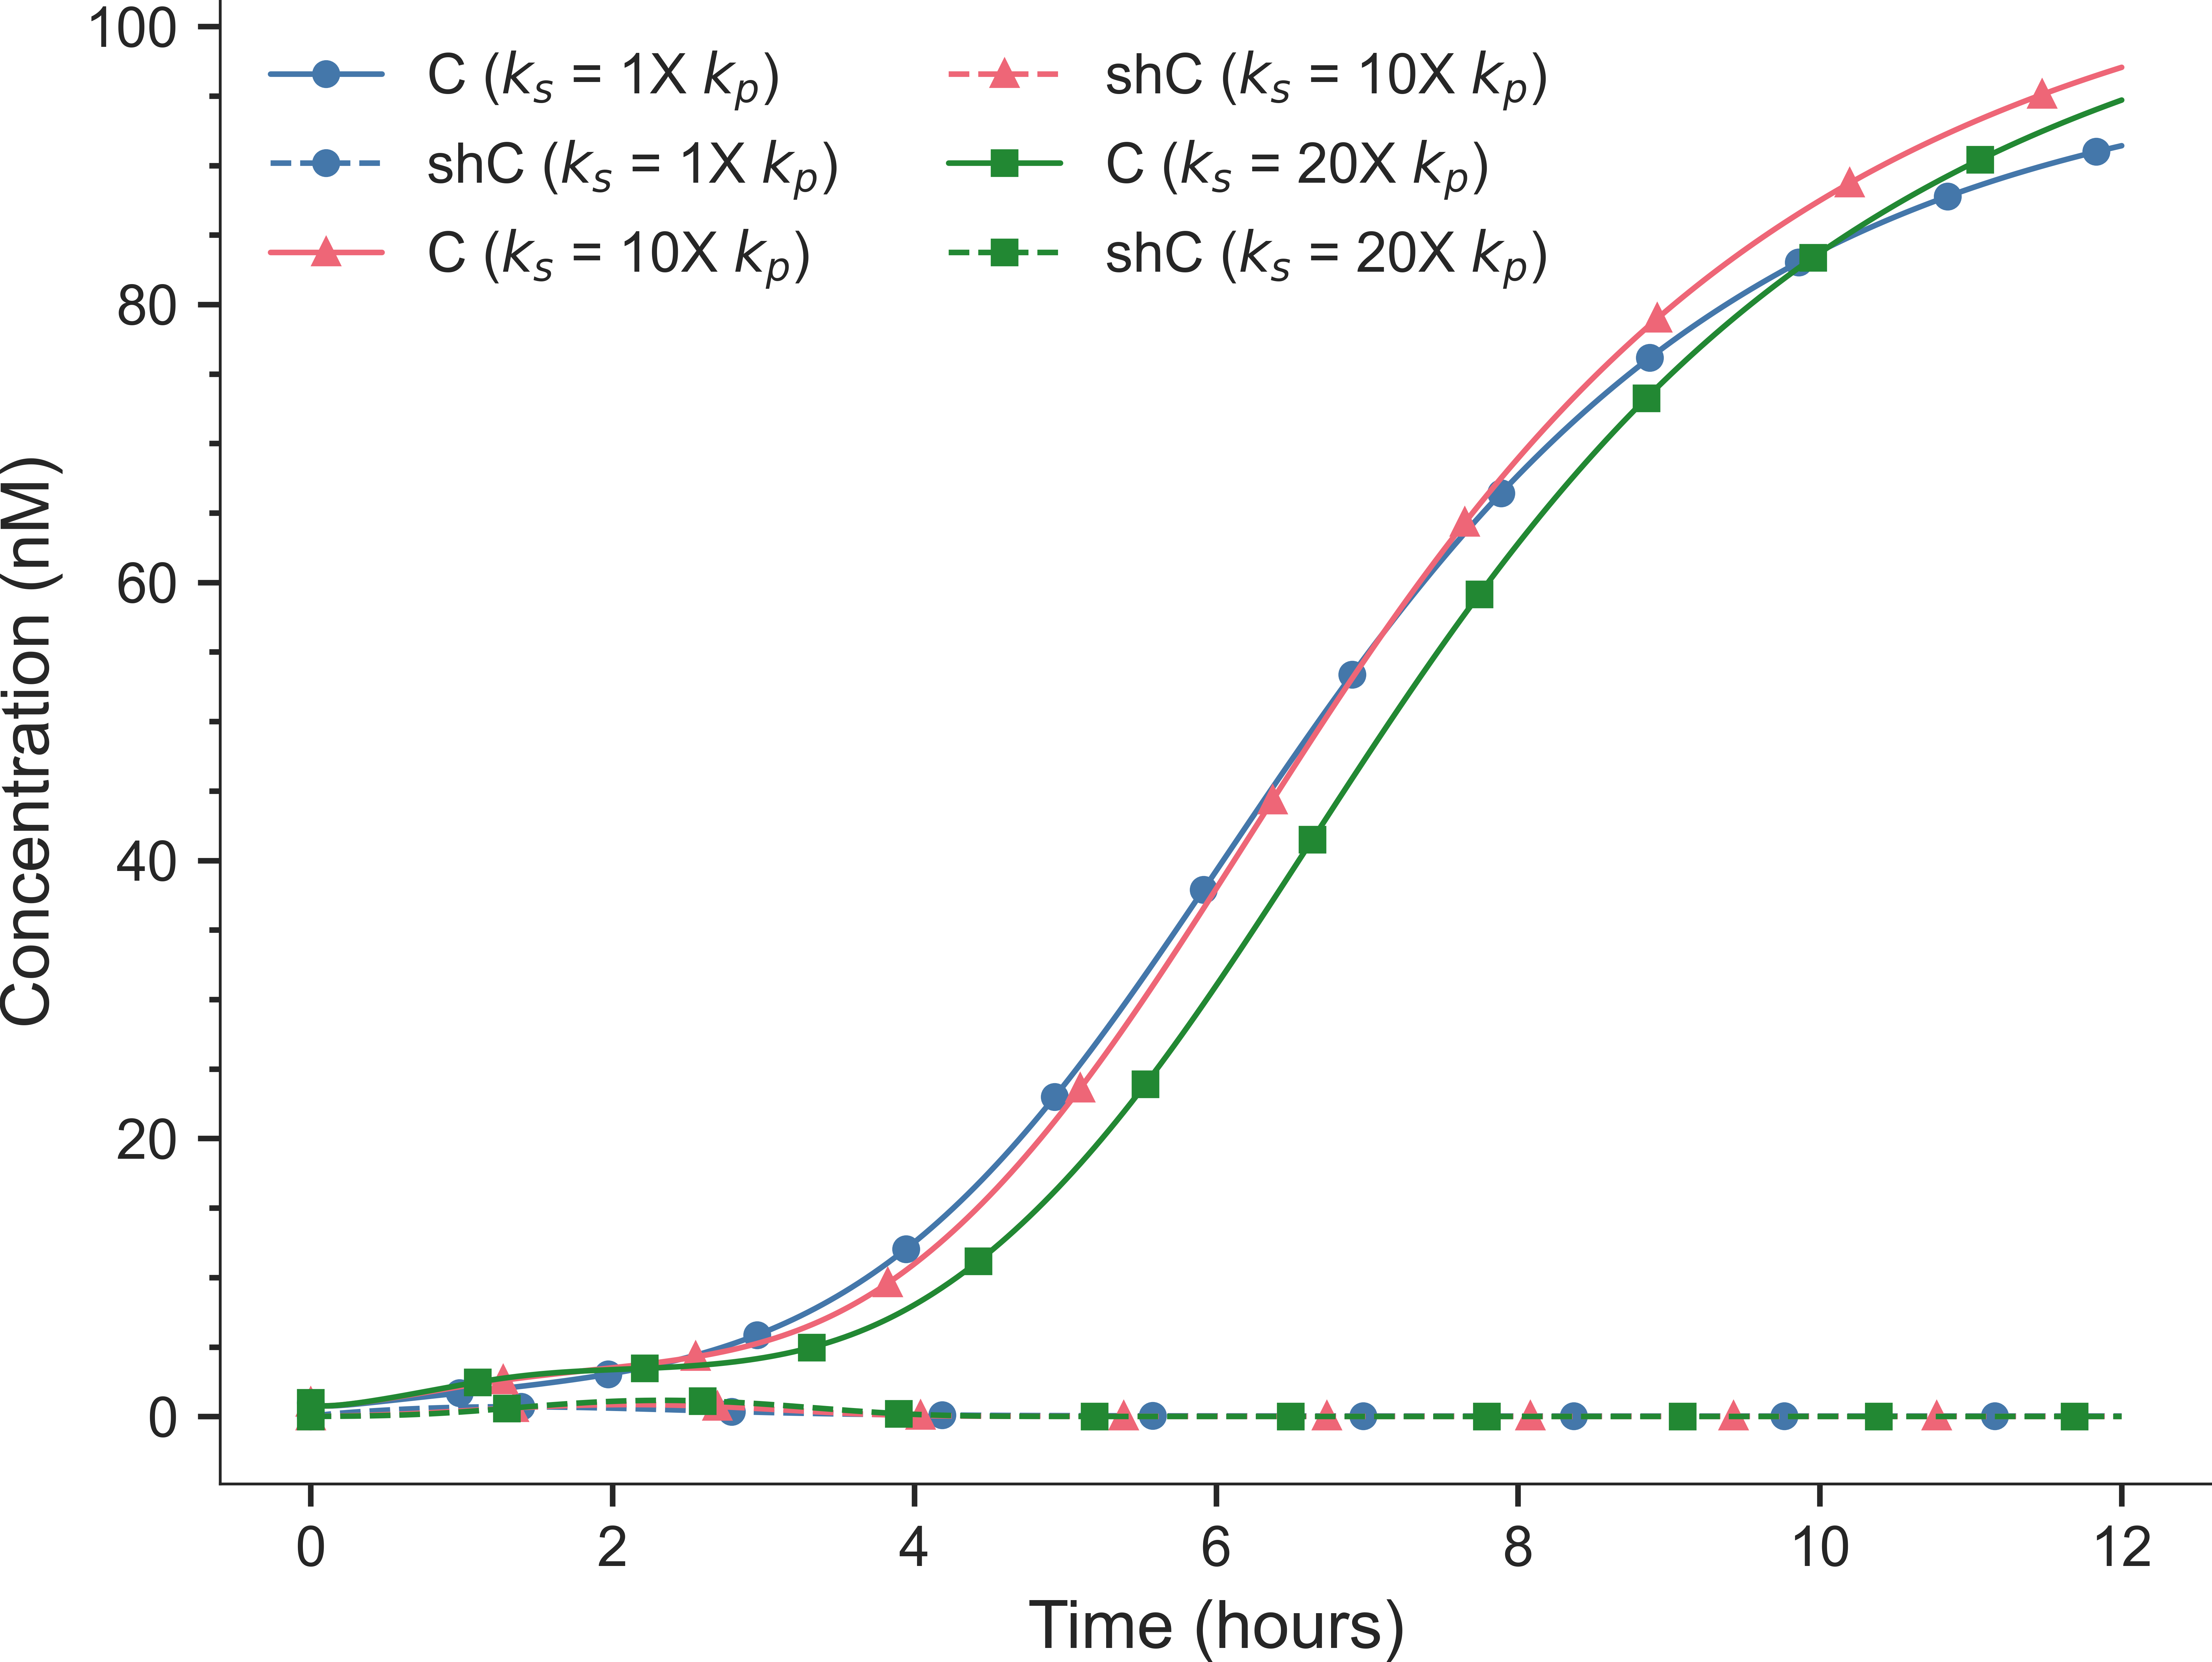 100
80
60
40
20
0
Concentration (nM)
C (kₛ = 1X kₚ)
shC (kₛ = 1X kₚ)
C (kₛ = 10X kₚ)
shC (kₛ = 10X kₚ)
C (kₛ = 20X kₚ)
shC (kₛ = 20X kₚ)
0 2 4 6 8 10 12
Time (hours)